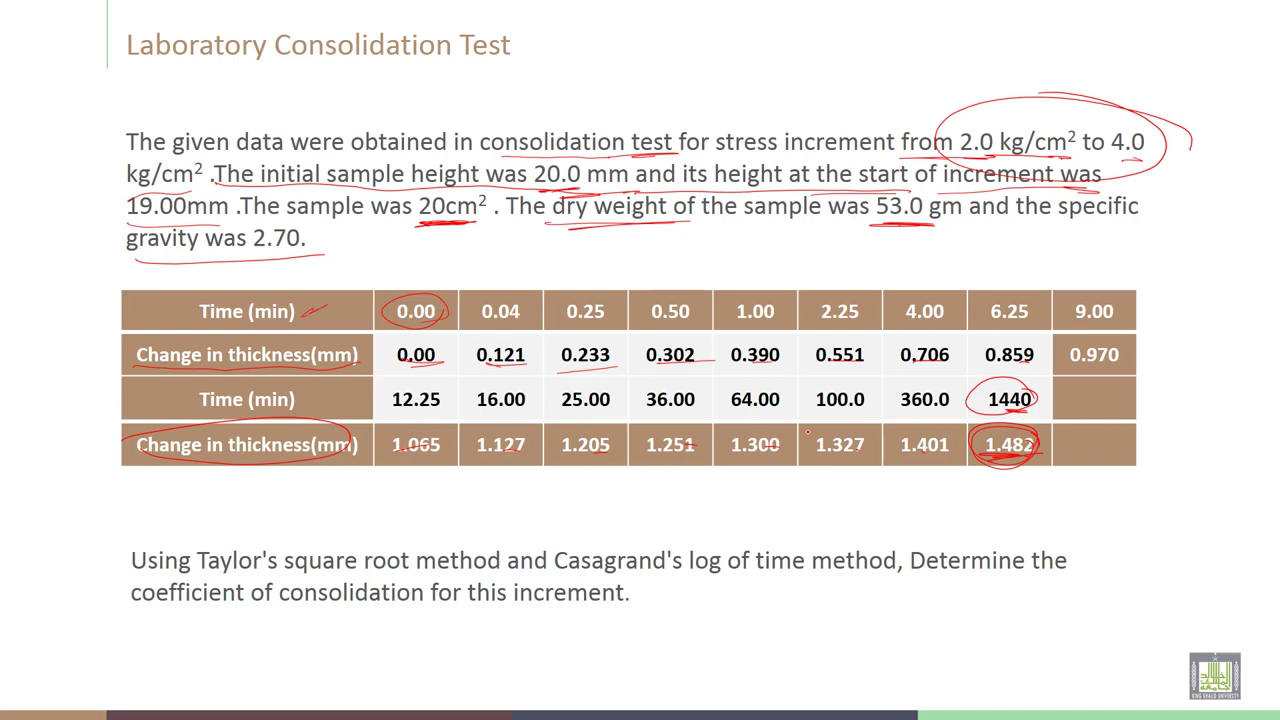 Laboratory Consolidation Test
The given data were obtained in consolidation test for stress increment from 2.0 kg/cm² to 4.0
kg/cm² .The initial sample height was 20.0 mm and its height at the start of increment was
19.00mm .The sample was 20cm² . The dry weight of the sample was 53.0 gm and the specific
gravity was 2.70.
Time (min) 0.00 0.04 0.25 0.50 1.00 2.25 4.00 6.25 9.00
Change in thickness(mm) 0.00 0.121 0.233 0.302 0.390 0.551 0.706 0.859 0.970
Time (min) 12.25 16.00 25.00 36.00 64.00 100.0 360.0 1440
Change in thickness(mm) 1.065 1.127 1.205 1.251 1.300 1.327 1.401 1.482
Using Taylor's square root method and Casagrand's log of time method, Determine the
coefficient of consolidation for this increment.
KING KHALID UNIVERSITY